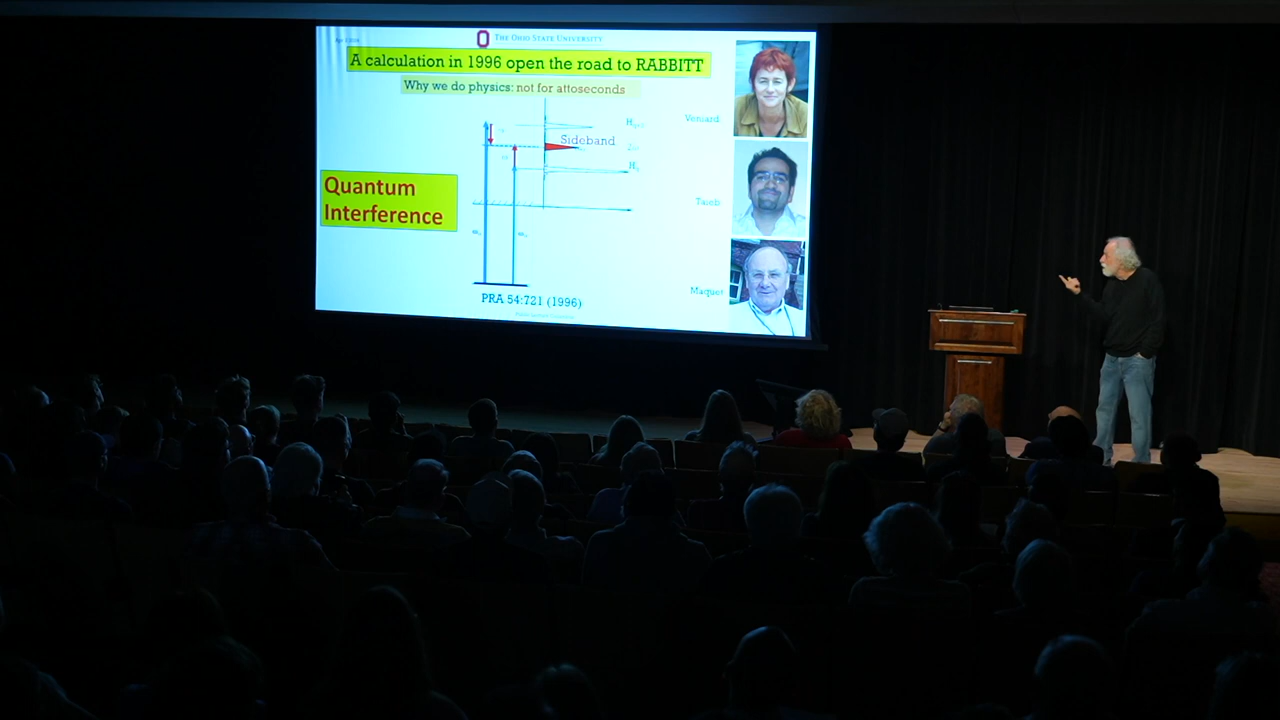 THE OHIO STATE UNIVERSITY
A calculation in 1996 open the road to RABBITT
Why we do physics: not for attoseconds
Veniard
Sideband
Quantum
Interference
Taïeb
Maquet
PRA 54:721 (1996)